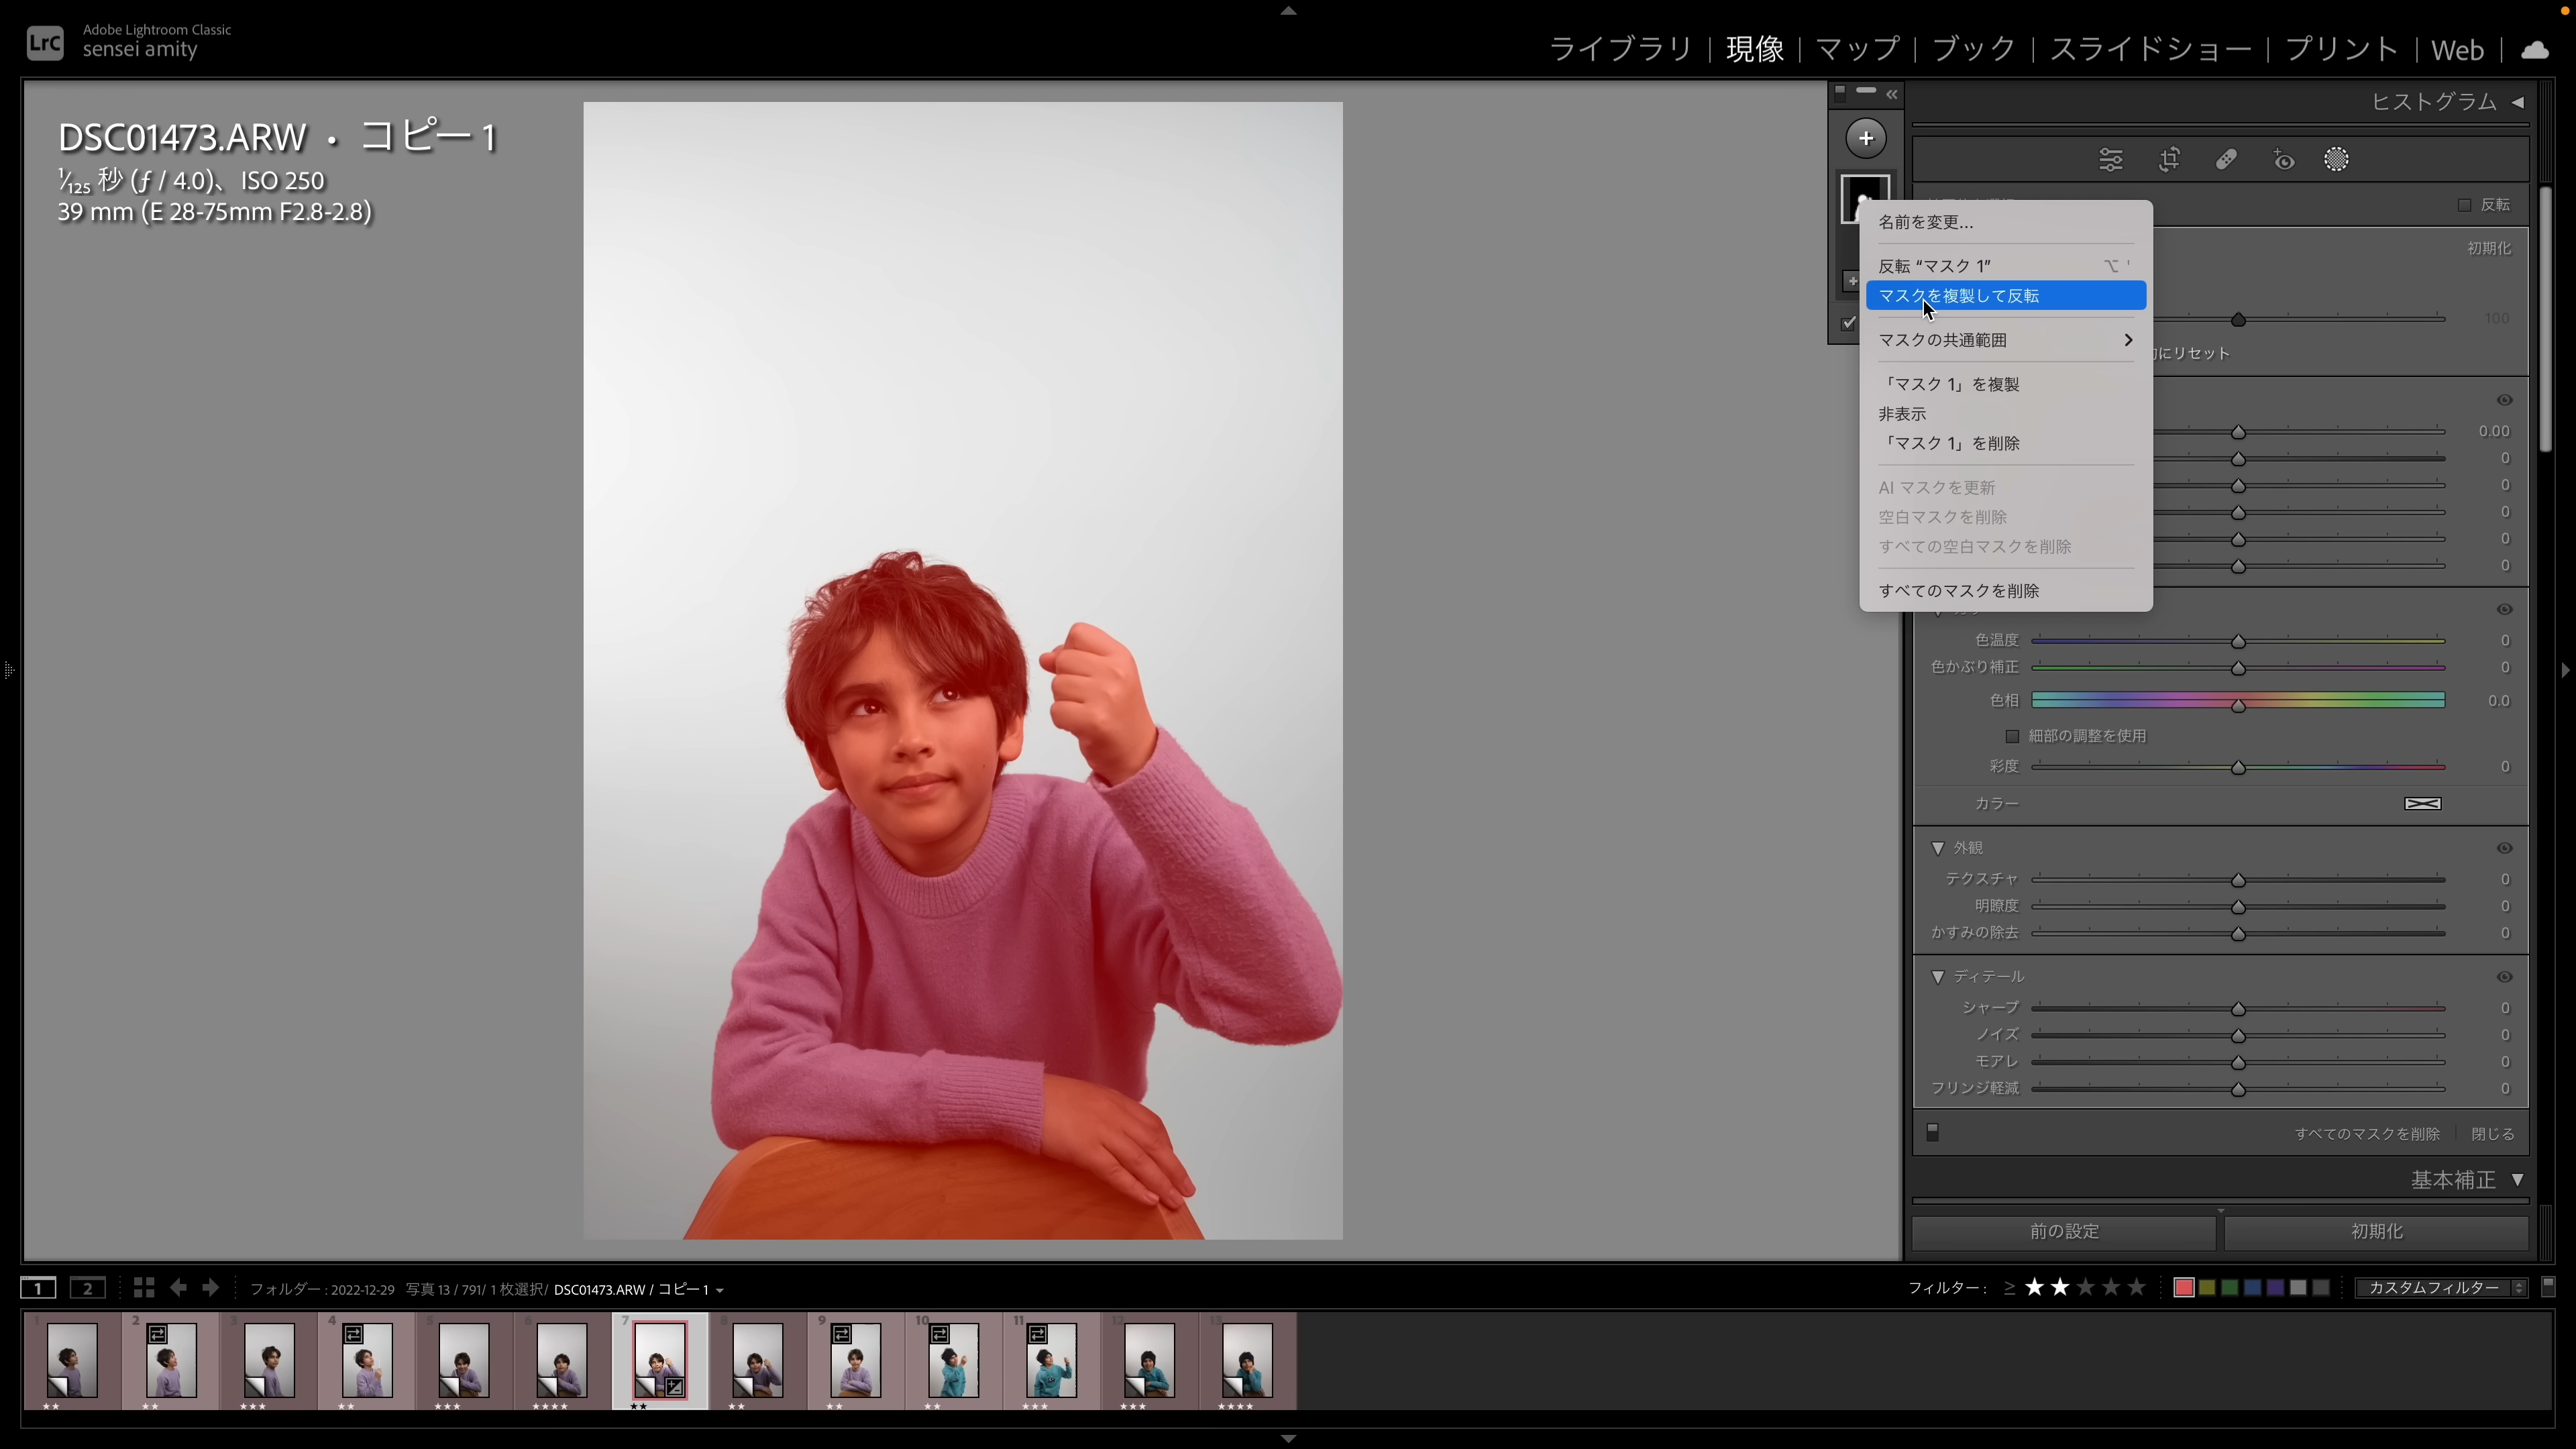 LrC
Adobe Lightroom Classic
sensei amity
ライブラリ | 現像 | マップ | ブック | スライドショー | プリント | Web |
DSC01473.ARW ・ コピー 1
1/125 秒 (ƒ / 4.0)、 ISO 250
39 mm (E 28-75mm F2.8-2.8)
ヒストグラム
反転
初期化
名前を変更...
反転 “マスク 1” ⌥ '
マスクを複製して反転
マスクの共通範囲
「マスク 1」を複製
非表示
「マスク 1」を削除
AI マスクを更新
空白マスクを削除
すべての空白マスクを削除
すべてのマスクを削除
100
にリセット
0.00
0
0
0
0
0
色温度 0
色かぶり補正 0
色相 0.0
細部の調整を使用
彩度 0
カラー
外観
テクスチャ 0
明瞭度 0
かすみの除去 0
ディテール
シャープ 0
ノイズ 0
モアレ 0
フリンジ軽減 0
すべてのマスクを削除 閉じる
基本補正
前の設定 初期化
1 2 フォルダー : 2022-12-29 写真 13 / 791/ 1 枚選択/ DSC01473.ARW / コピー 1
フィルター : ≥ ★★★★★ カスタムフィルター
1 2 3 4 5 6 7 8 9 10 11 12 13
★★ ★★ ★★★ ★★ ★★★ ★★★★ ★★ ★★ ★★ ★★ ★★★ ★★★ ★★★★